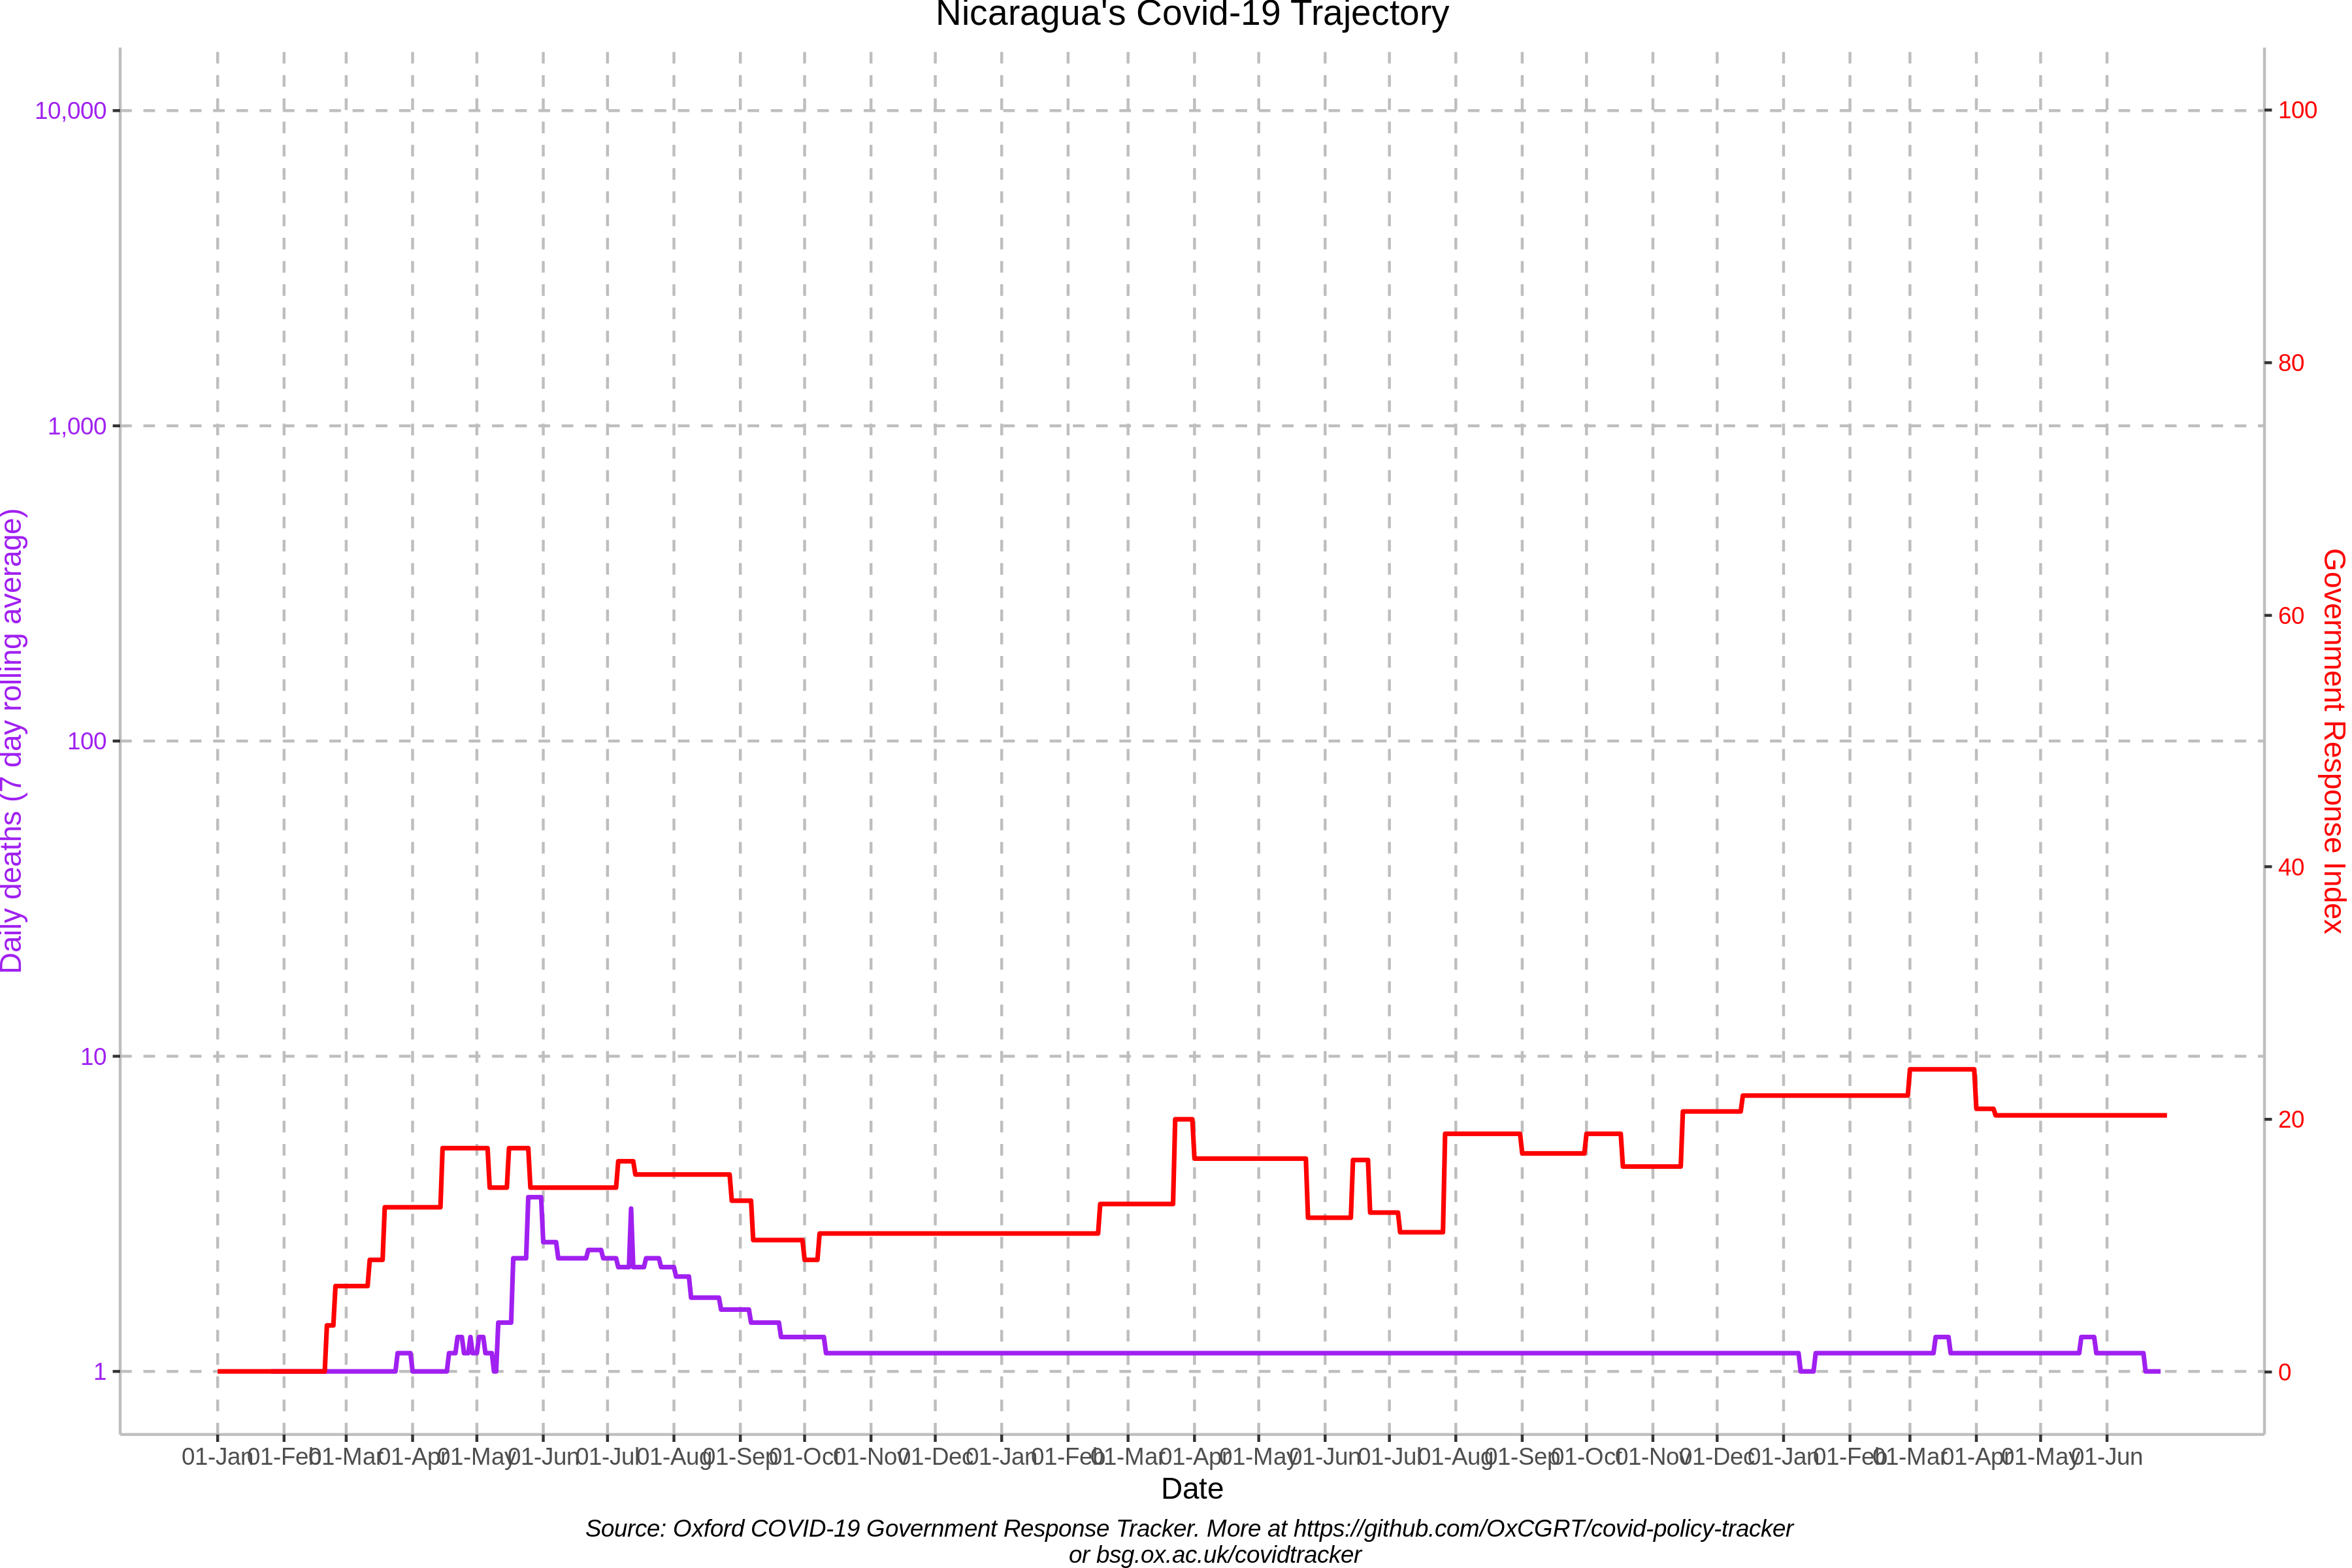 Nicaragua's Covid-19 Trajectory
10,000
1,000
100
10
1
Daily deaths (7 day rolling average)
100
80
60
40
20
0
Government Response Index
01-Jan 01-Feb 01-Mar 01-Apr 01-May 01-Jun 01-Jul 01-Aug 01-Sep 01-Oct 01-Nov 01-Dec 01-Jan 01-Feb 01-Mar 01-Apr 01-May 01-Jun 01-Jul 01-Aug 01-Sep 01-Oct 01-Nov 01-Dec 01-Jan 01-Feb 01-Mar 01-Apr 01-May 01-Jun
Date
Source: Oxford COVID-19 Government Response Tracker. More at https://github.com/OxCGRT/covid-policy-tracker
or bsg.ox.ac.uk/covidtracker